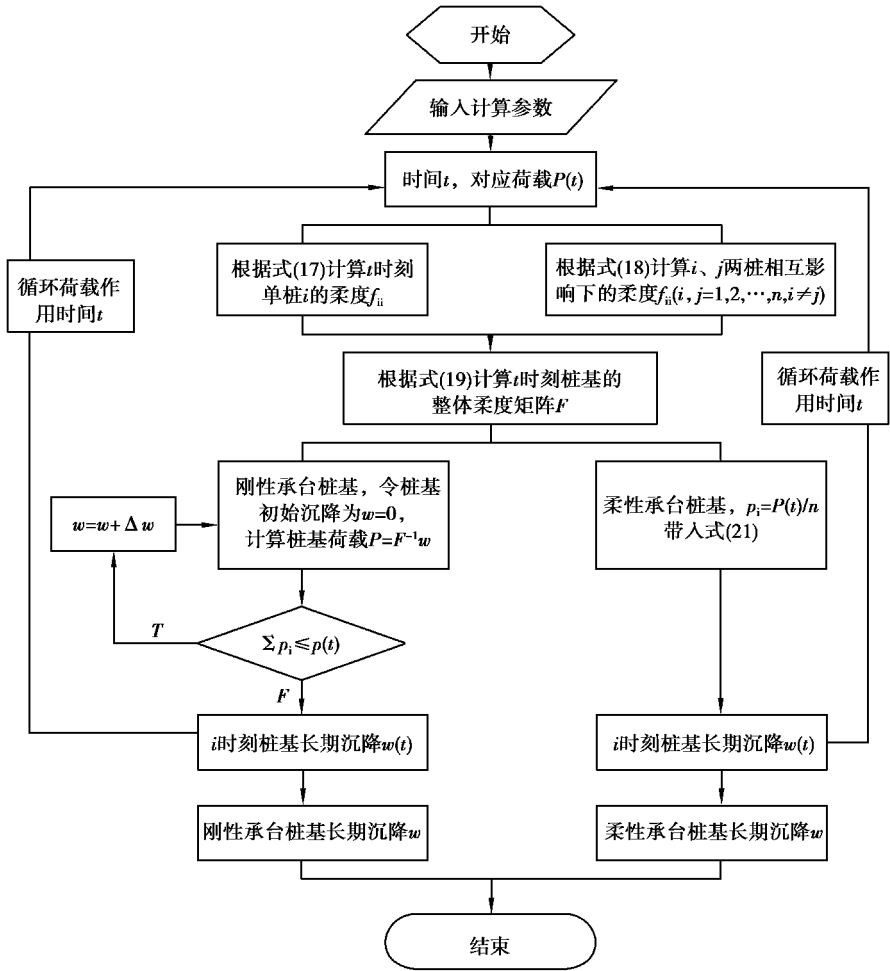 开始
输入计算参数
时间t，对应荷载P(t)
循环荷载作
用时间t
根据式(17)计算t时刻
单桩i的柔度fii
根据式(18)计算i、j两桩相互影
响下的柔度fii(i, j=1,2,⋯,n,i≠j)
循环荷载作
用时间t
根据式(19)计算t时刻桩基的
整体柔度矩阵F
w=w+Δw
刚性承台桩基，令桩基
初始沉降为w=0，
计算桩基荷载P=F⁻¹w
柔性承台桩基，pi=P(t)/n
带入式(21)
T
Σpi≤p(t)
F
i时刻桩基长期沉降w(t)
i时刻桩基长期沉降w(t)
刚性承台桩基长期沉降w
柔性承台桩基长期沉降w
结束